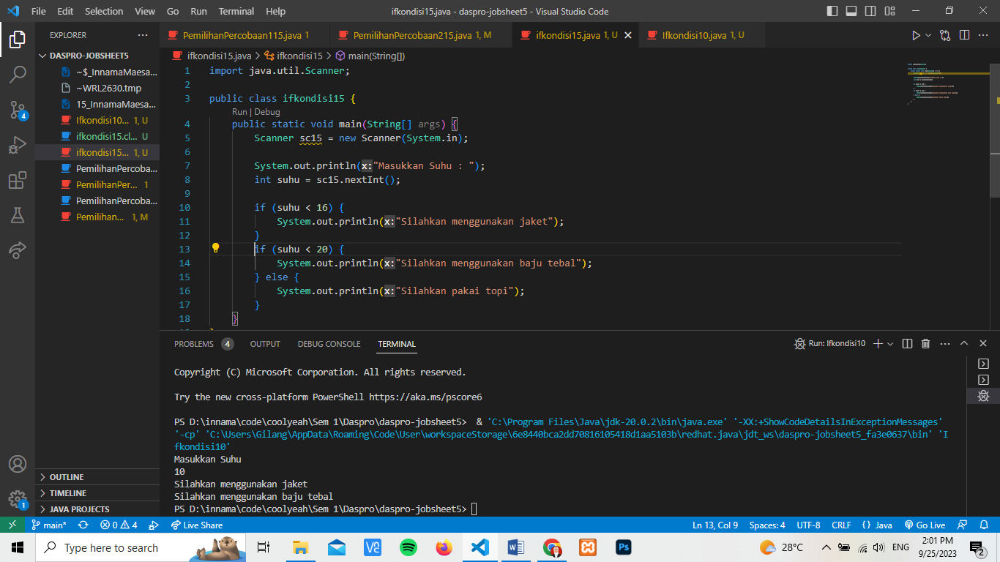 File Edit Selection View Go Run Terminal Help
ifkondisi15.java - daspro-jobsheet5 - Visual Studio Code
EXPLORER
DASPRO-JOBSHEET5
~$_InnamaMaesa...
~WRL2630.tmp
15_InnamaMaesa...
Ifkondisi10... 1, U
ifkondisi15.cl... U
ifkondisi15... 1, U
PemilihanPercoba...
PemilihanPer... 1
PemilihanPercoba...
Pemilihan... 1, M
OUTLINE
TIMELINE
JAVA PROJECTS
4
1
PemilihanPercobaan115.java 1
PemilihanPercobaan215.java 1, M
ifkondisi15.java 1, U
Ifkondisi10.java 1, U
ifkondisi15.java > ifkondisi15 > main(String[])
1 import java.util.Scanner;
2
3 public class ifkondisi15 {
Run | Debug
4 public static void main(String[] args) {
5 Scanner sc15 = new Scanner(System.in);
6
7 System.out.println(x:"Masukkan Suhu : ");
8 int suhu = sc15.nextInt();
9
10 if (suhu < 16) {
11 System.out.println(x:"Silahkan menggunakan jaket");
12 }
13 if (suhu < 20) {
14 System.out.println(x:"Silahkan menggunakan baju tebal");
15 } else {
16 System.out.println(x:"Silahkan pakai topi");
17 }
18 }
PROBLEMS 4 OUTPUT DEBUG CONSOLE TERMINAL
Run: Ifkondisi10
Copyright (C) Microsoft Corporation. All rights reserved.
Try the new cross-platform PowerShell https://aka.ms/pscore6
PS D:\innama\code\coolyeah\Sem 1\Daspro\daspro-jobsheet5> & 'C:\Program Files\Java\jdk-20.0.2\bin\java.exe' '-XX:+ShowCodeDetailsInExceptionMessages'
'-cp' 'C:\Users\Gilang\AppData\Roaming\Code\User\workspaceStorage\6e8440bca2dd70816105418d1aa5103b\redhat.java\jdt_ws\daspro-jobsheet5_fa3e0637\bin' 'I
fkondisi10'
Masukkan Suhu
10
Silahkan menggunakan jaket
Silahkan menggunakan baju tebal
PS D:\innama\code\coolyeah\Sem 1\Daspro\daspro-jobsheet5>
main* 0 4 Live Share
Ln 13, Col 9 Spaces: 4 UTF-8 CRLF {} Java Go Live
Type here to search
Ps
28°C
ENG
2:01 PM
9/25/2023
2